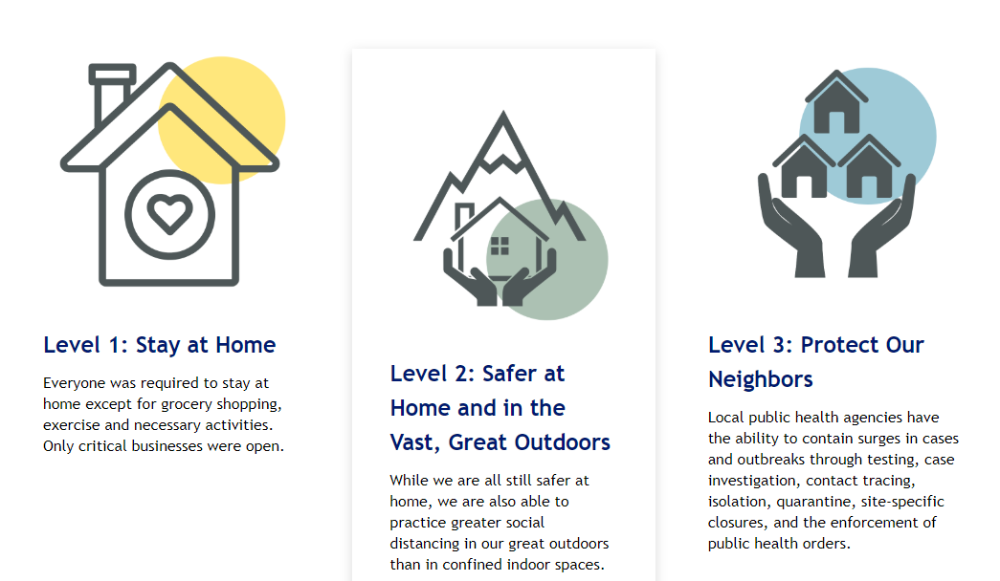 Level 1: Stay at Home
Everyone was required to stay at
home except for grocery shopping,
exercise and necessary activities.
Only critical businesses were open.
Level 2: Safer at
Home and in the
Vast, Great Outdoors
While we are all still safer at
home, we are also able to
practice greater social
distancing in our great outdoors
than in confined indoor spaces.
Level 3: Protect Our
Neighbors
Local public health agencies have
the ability to contain surges in cases
and outbreaks through testing, case
investigation, contact tracing,
isolation, quarantine, site-specific
closures, and the enforcement of
public health orders.